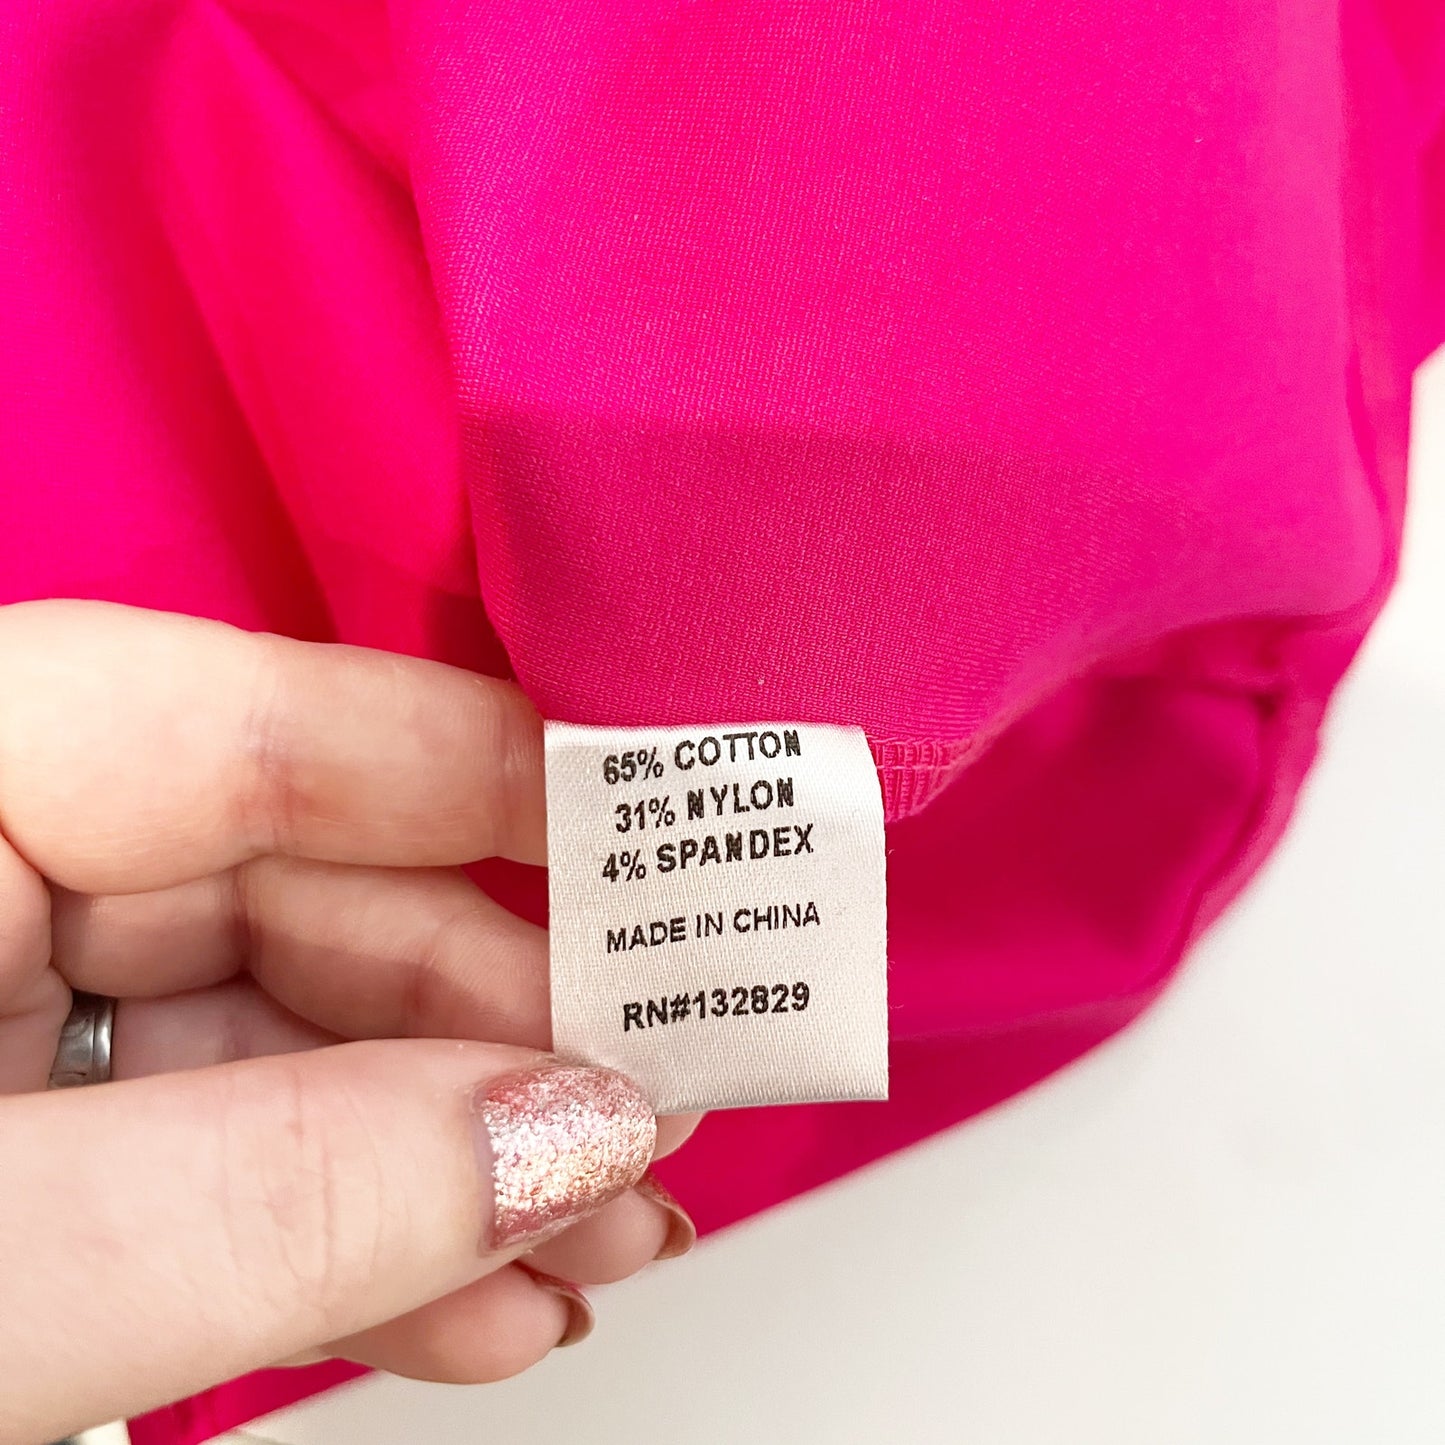 65% COTTON
31% NYLON
4% SPANDEX
MADE IN CHINA
RN#132829